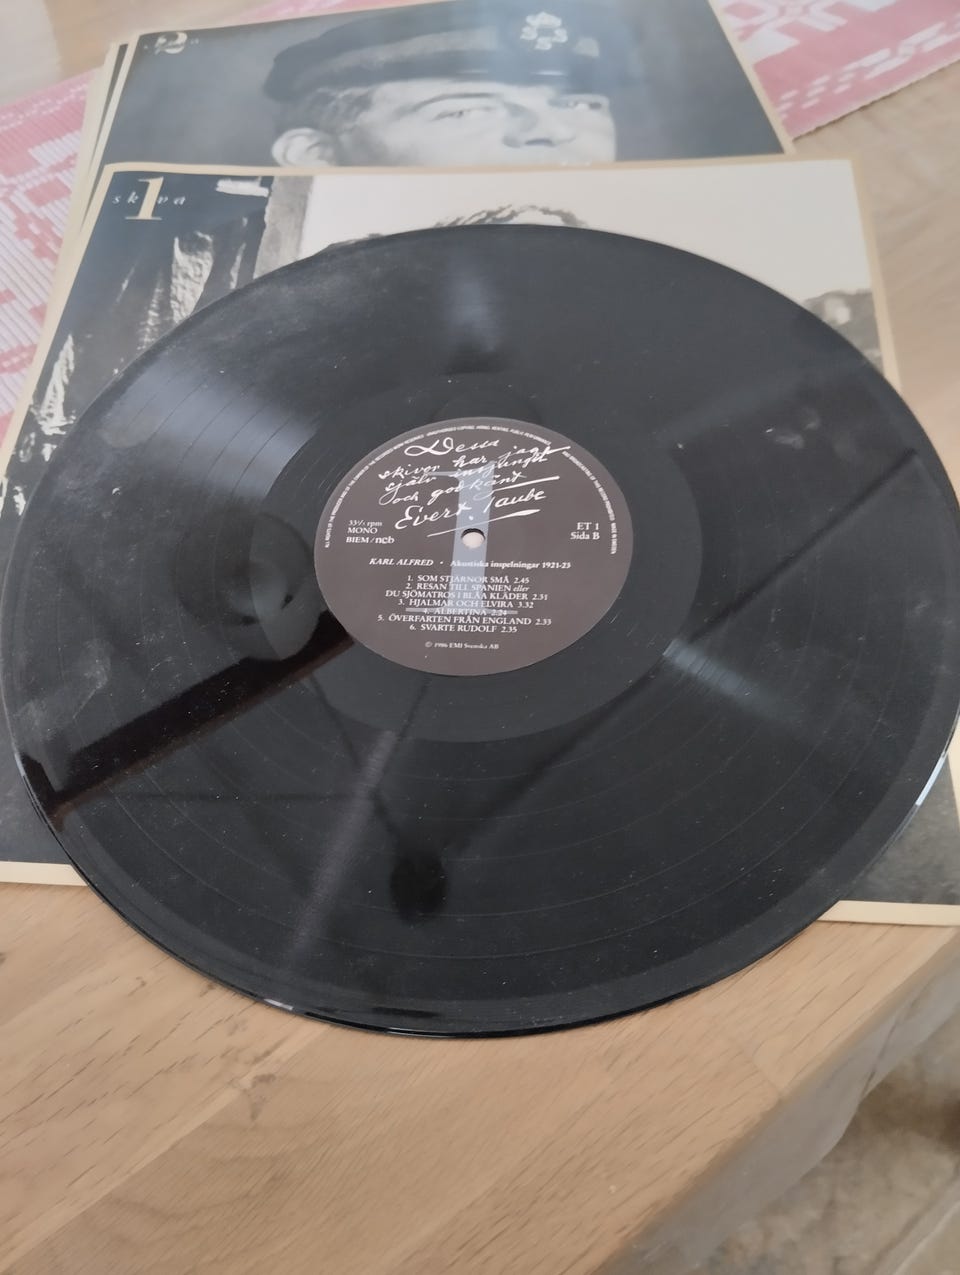 skiva 2
skiva 1
Dessa
skivor har jag
själv insjungit
och godkänt
Evert Taube
33⅓ rpm
MONO
BIEM/ncb
ET 1
Sida B
KARL ALFRED · Akustiska inspelningar 1921-23
1. SOM STJÄRNOR SMÅ 2.45
2. RESAN TILL SPANIEN eller
DU SJÖMATROS I BLÅA KLÄDER 2.31
3. HJALMAR OCH ELVIRA 3.32
4. ALBERTINA 2.24
5. ÖVERFARTEN FRÅN ENGLAND 2.33
6. SVARTE RUDOLF 2.35
© 1986 EMI Svenska AB